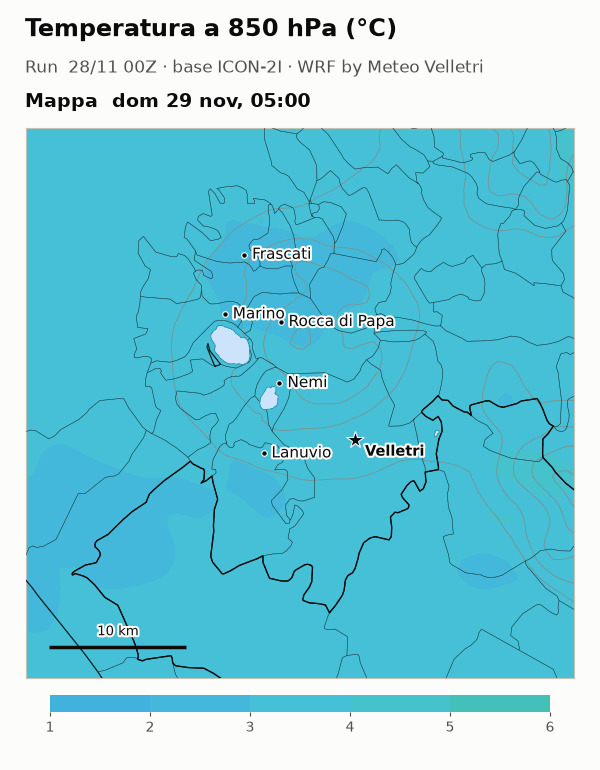 Temperatura a 850 hPa (°C)
Run  28/11 00Z · base ICON-2I · WRF by Meteo Velletri
Mappa  dom 29 nov, 05:00
Frascati
Marino
Rocca di Papa
Nemi
Velletri
Lanuvio
10 km
1 2 3 4 5 6